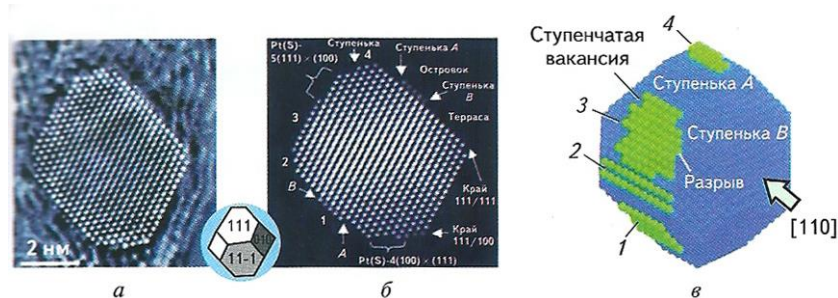 2 нм
111
11-1
010
Pt(S)-
5(111) × (100)
Ступенька
4
Ступенька A
Островок
Ступенька
B
Терраса
3
2
B
1
A
Край
111/111
Край
111/100
Pt(S)-4(100) × (111)
4
Ступенчатая
вакансия
Ступенька A
3
Ступенька B
2
Разрыв
1
[110]
а
б
в